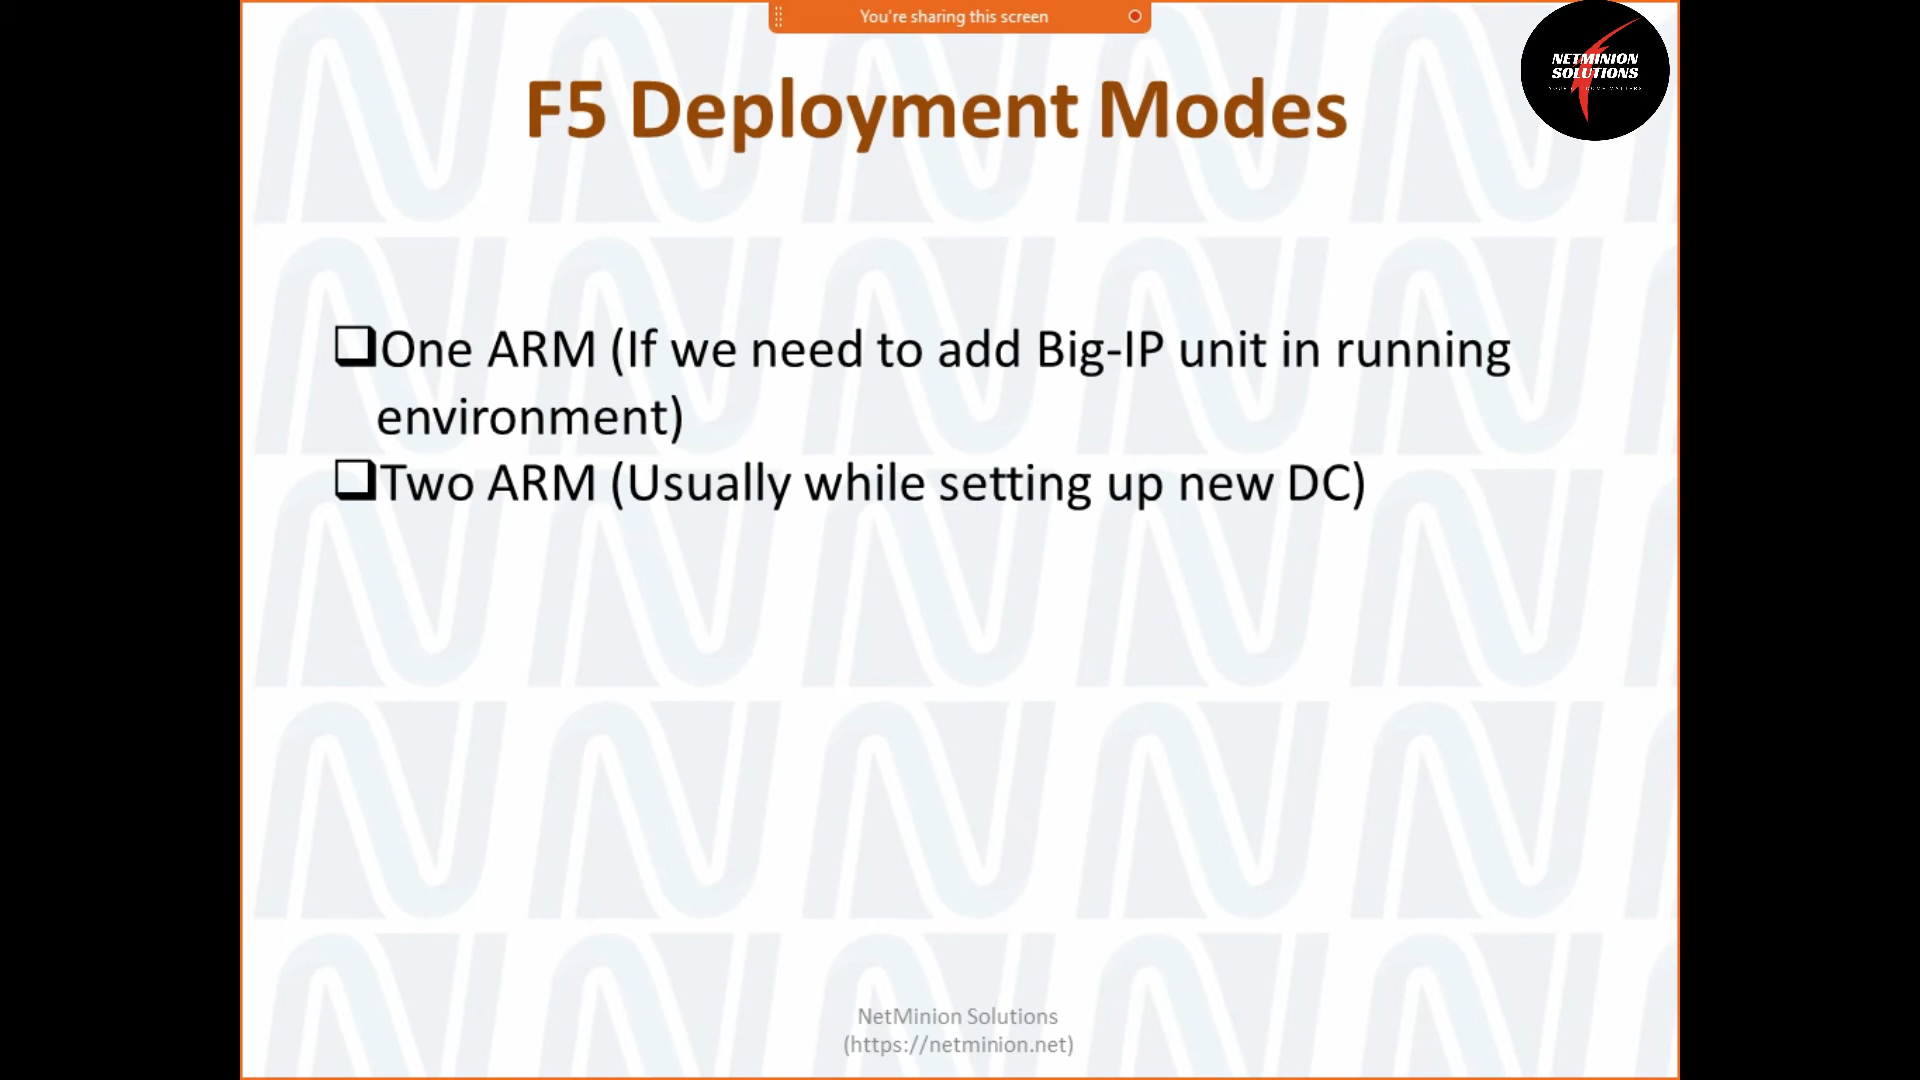 You're sharing this screen
NETMINION
SOLUTIONS
F5 Deployment Modes
❑One ARM (If we need to add Big-IP unit in running
environment)
❑Two ARM (Usually while setting up new DC)
NetMinion Solutions
(https://netminion.net)